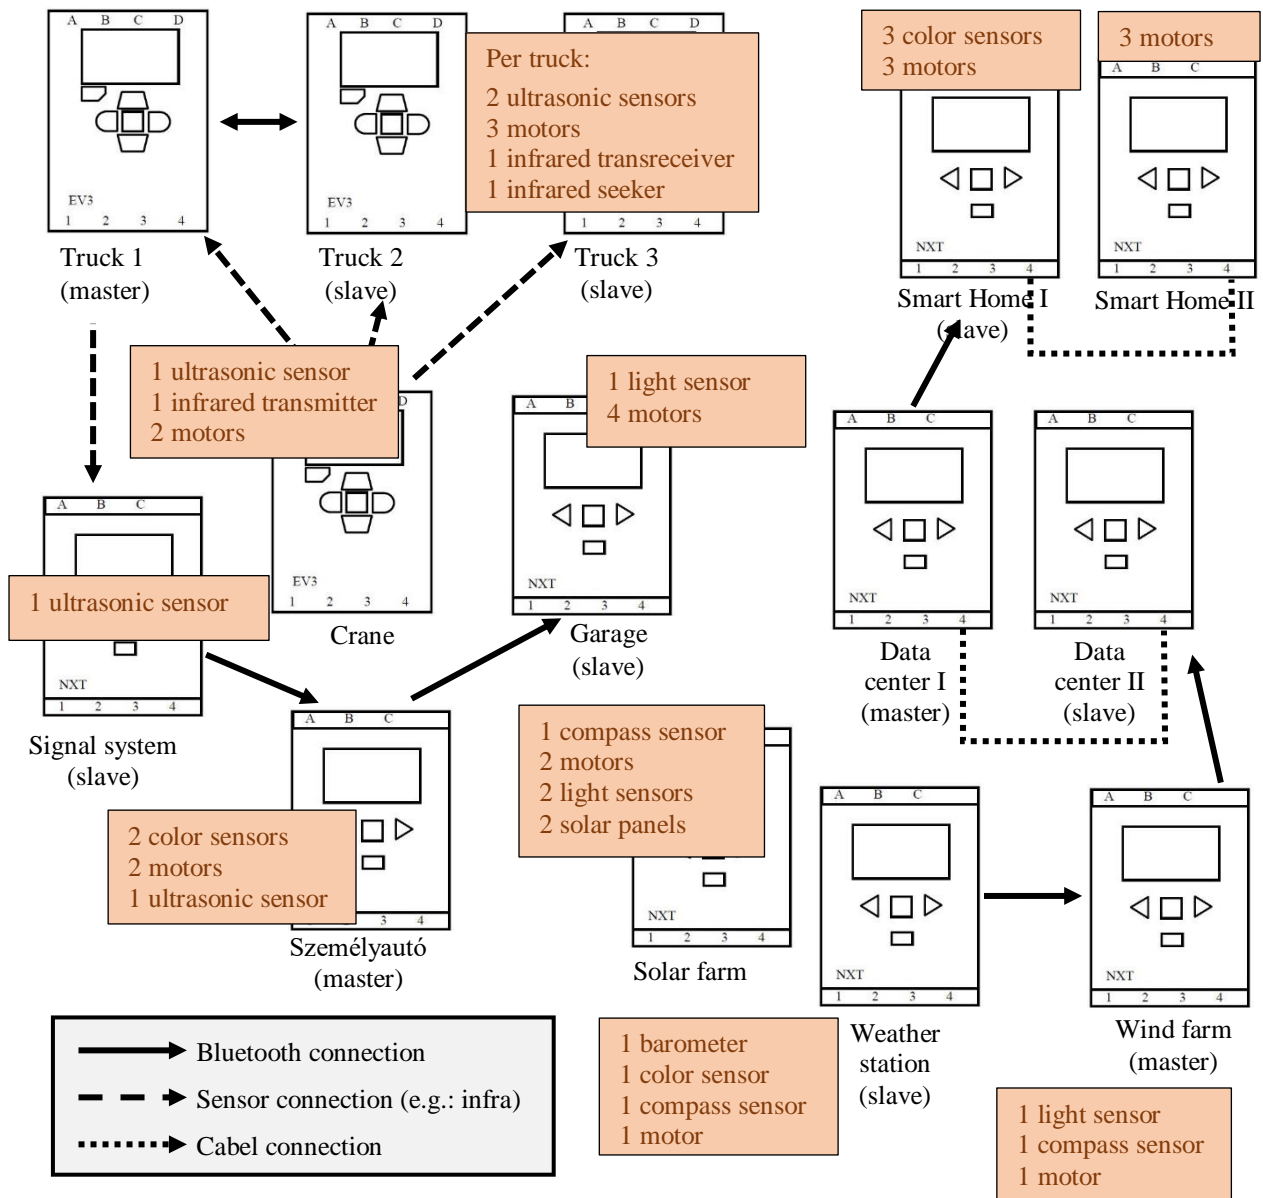 A B C D
A B C D
A B C D
EV3
1 2 3 4
Truck 1
(master)
EV3
1 2 3 4
Truck 2
(slave)
Per truck:
2 ultrasonic sensors
3 motors
1 infrared transreceiver
1 infrared seeker
1 2 3 4
Truck 3
(slave)
3 color sensors
3 motors
NXT
1 2 3 4
Smart Home I
(slave)
3 motors
A B C
NXT
1 2 3 4
Smart Home II
1 ultrasonic sensor
1 infrared transmitter
2 motors
D
EV3
1 2 3 4
Crane
1 light sensor
4 motors
A B
NXT
1 2 3 4
Garage
(slave)
A B C
NXT
1 2 3 4
Data
center I
(master)
A B C
NXT
1 2 3 4
Data
center II
(slave)
A B C
1 ultrasonic sensor
NXT
1 2 3 4
Signal system
(slave)
A B C
2 color sensors
2 motors
1 ultrasonic sensor
3 4
Személyautó
(master)
1 compass sensor
2 motors
2 light sensors
2 solar panels
NXT
1 2 3 4
Solar farm
A B C
NXT
1 2 3 4
Weather
station
(slave)
1 barometer
1 color sensor
1 compass sensor
1 motor
A B C
NXT
1 2 3 4
Wind farm
(master)
1 light sensor
1 compass sensor
1 motor
Bluetooth connection
Sensor connection (e.g.: infra)
Cabel connection